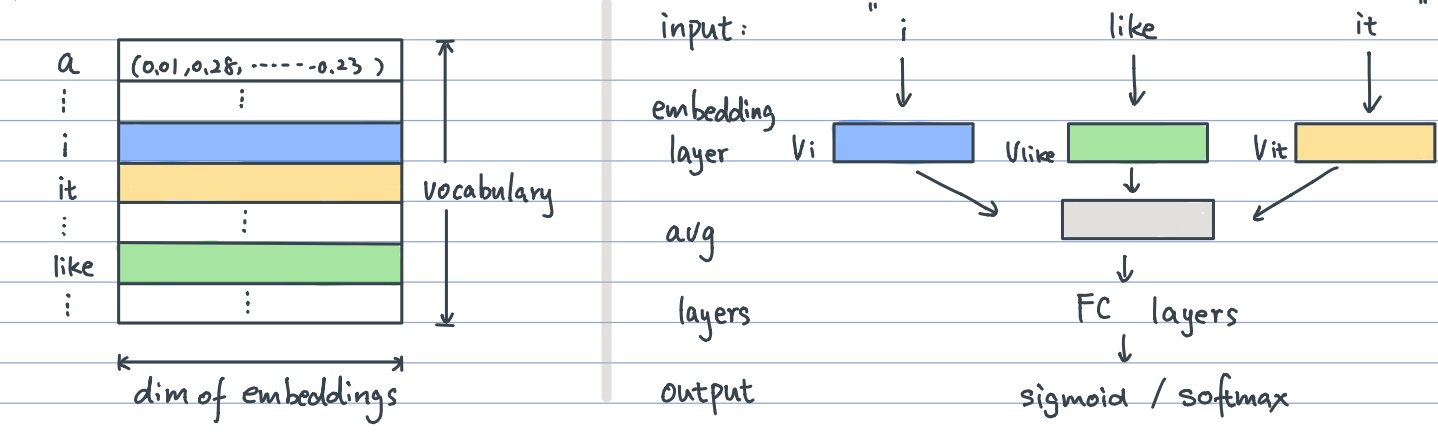 a (0.01, 0.28, ······-0.23 )
⋮ ⋮
i
it
⋮ ⋮
like
⋮ ⋮
vocabulary
dim of embeddings
input: " i like it "
embedding
layer Vi Vlike Vit
avg
layers FC layers
output sigmoid / softmax